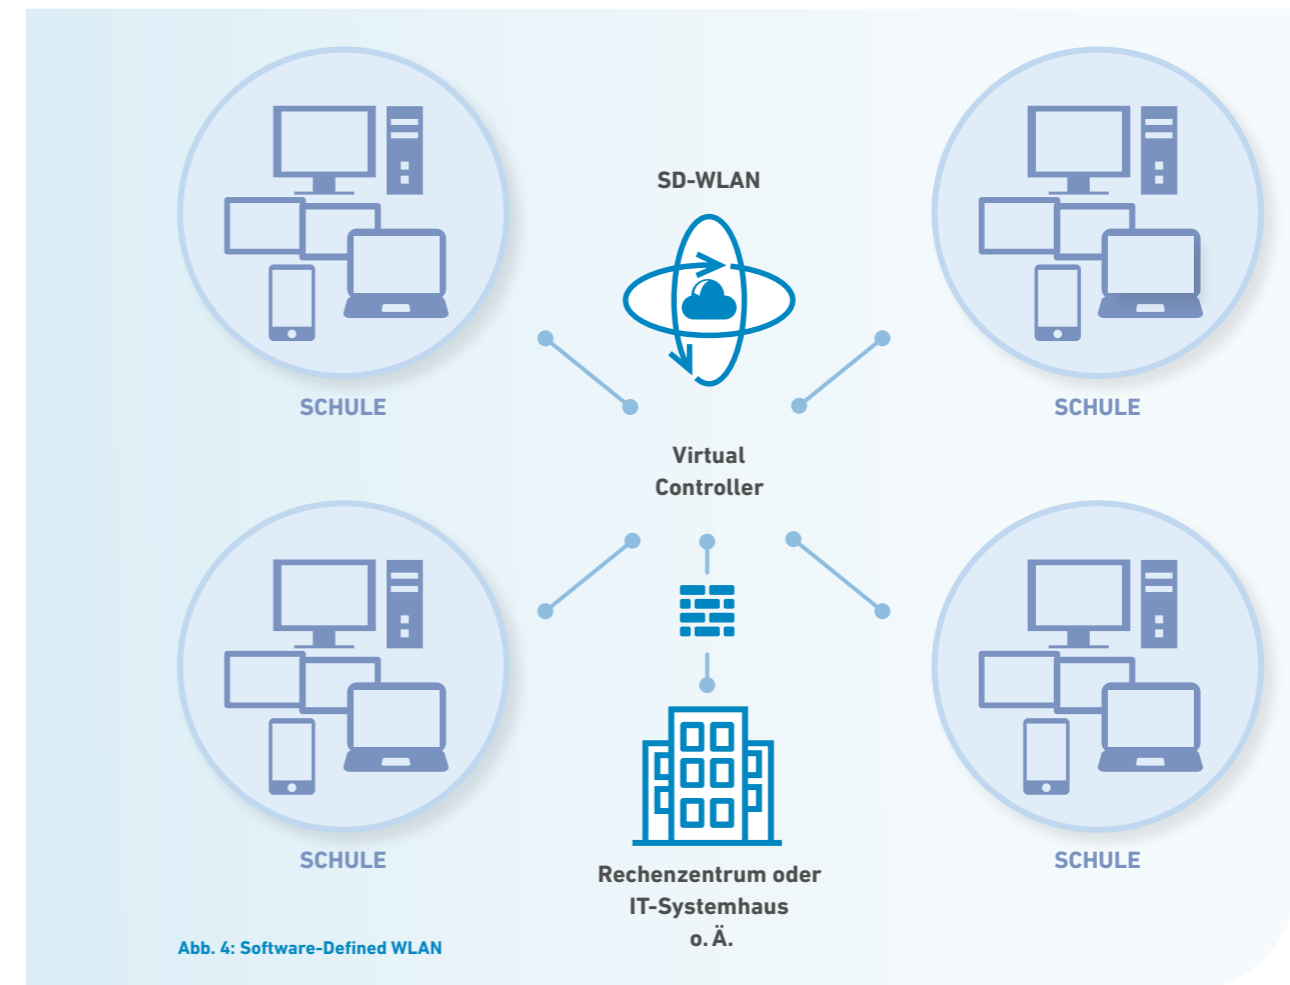 SD-WLAN
SCHULE
SCHULE
Virtual
Controller
SCHULE
SCHULE
Rechenzentrum oder
IT-Systemhaus
o. Ä.
Abb. 4: Software-Defined WLAN